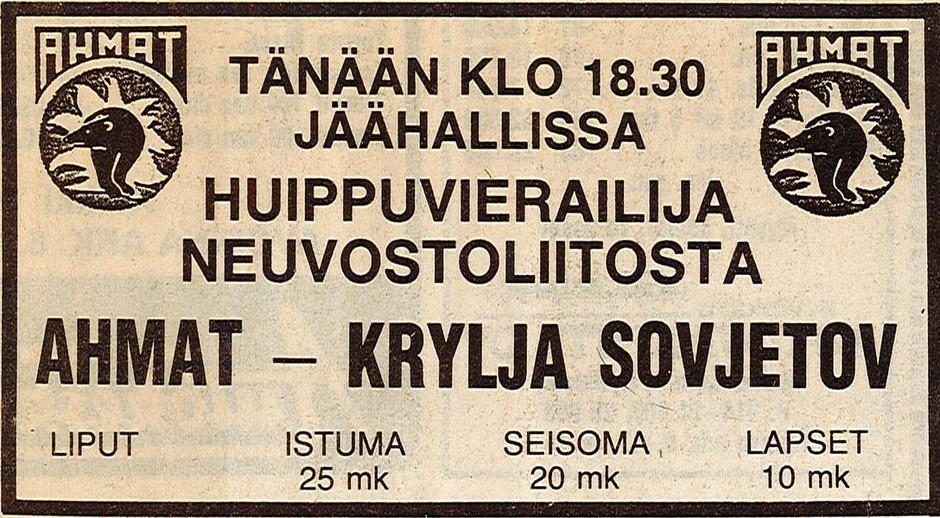 AHMAT AHMAT
TÄNÄÄN KLO 18.30
JÄÄHALLISSA
HUIPPUVIERAILIJA
NEUVOSTOLIITOSTA
AHMAT – KRYLJA SOVJETOV
LIPUT ISTUMA SEISOMA LAPSET
25 mk 20 mk 10 mk